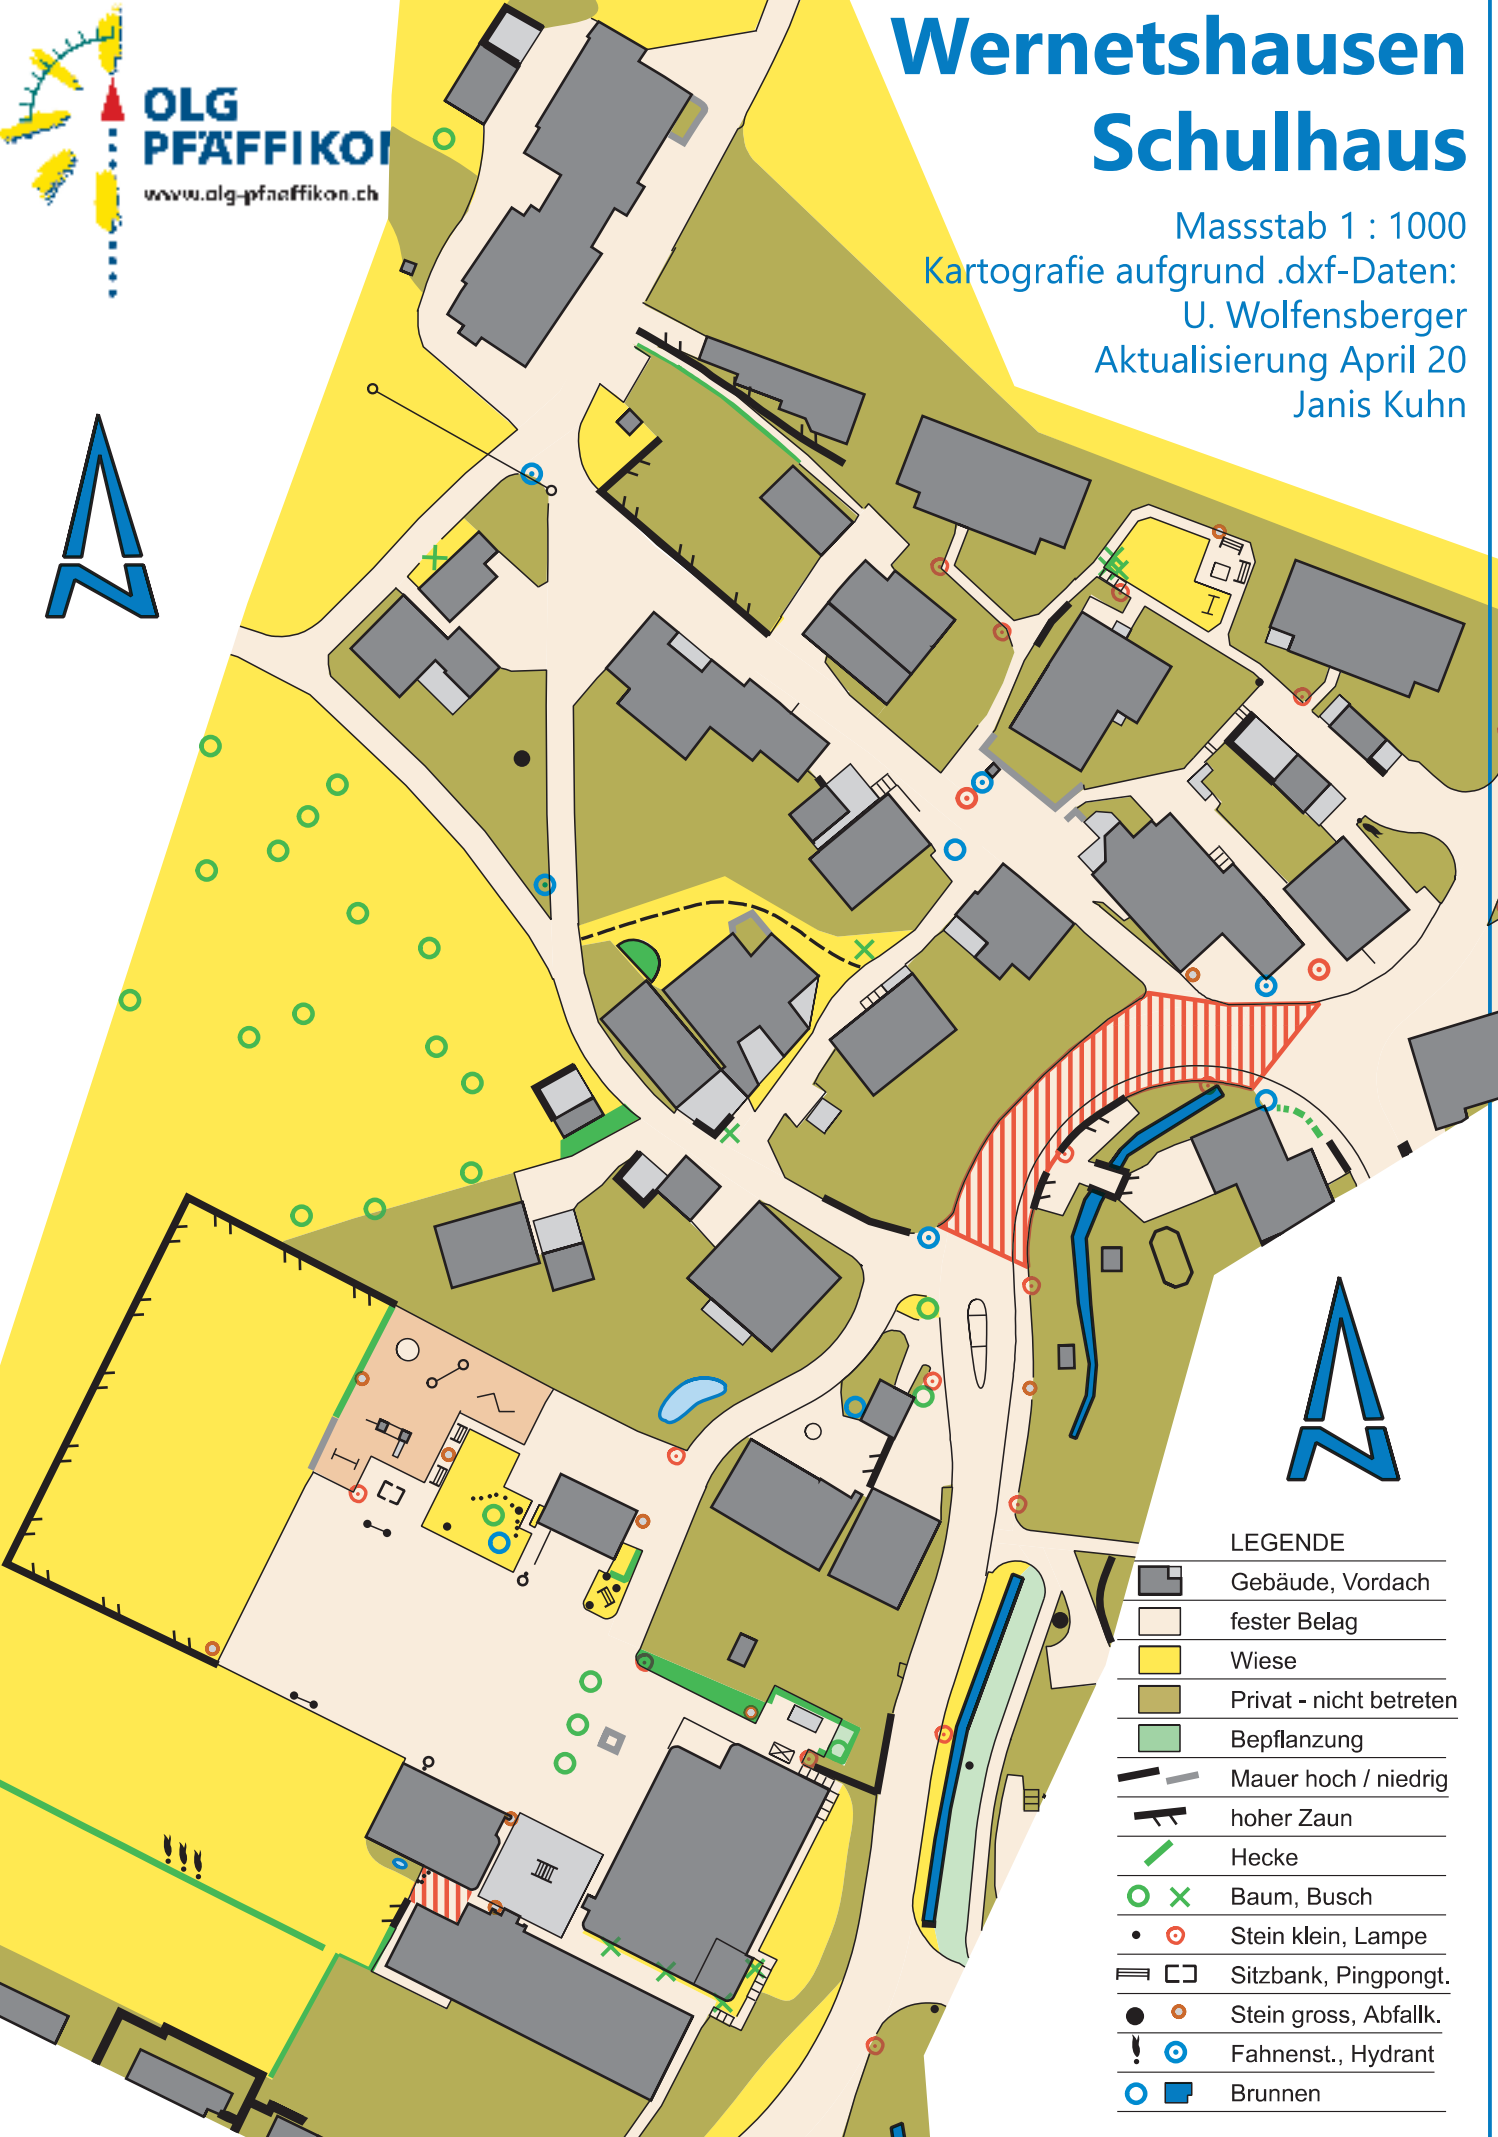 OLG
PFÄFFIKON
www.olg-pfaeffikon.ch
Wernetshausen
Schulhaus
Massstab 1 : 1000
Kartografie aufgrund .dxf-Daten:
U. Wolfensberger
Aktualisierung April 20
Janis Kuhn
LEGENDE
Gebäude, Vordach
fester Belag
Wiese
Privat - nicht betreten
Bepflanzung
Mauer hoch / niedrig
hoher Zaun
Hecke
Baum, Busch
Stein klein, Lampe
Sitzbank, Pingpongt.
Stein gross, Abfallk.
Fahnenst., Hydrant
Brunnen